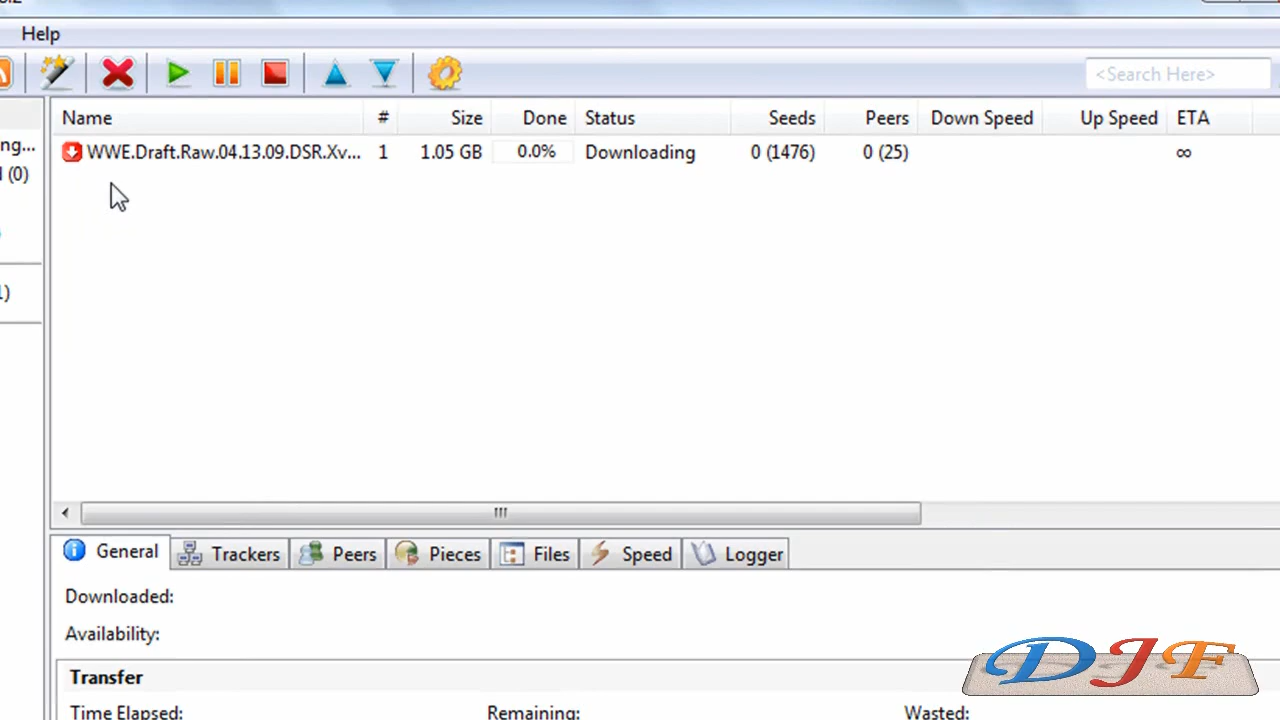 Help
<Search Here>
Name # Size Done Status Seeds Peers Down Speed Up Speed ETA
WWE.Draft.Raw.04.13.09.DSR.Xv... 1 1.05 GB 0.0% Downloading 0 (1476) 0 (25) ∞
ng...
(0)
General Trackers Peers Pieces Files Speed Logger
Downloaded:
Availability:
Transfer
Time Elapsed: Remaining: Wasted:
DJF